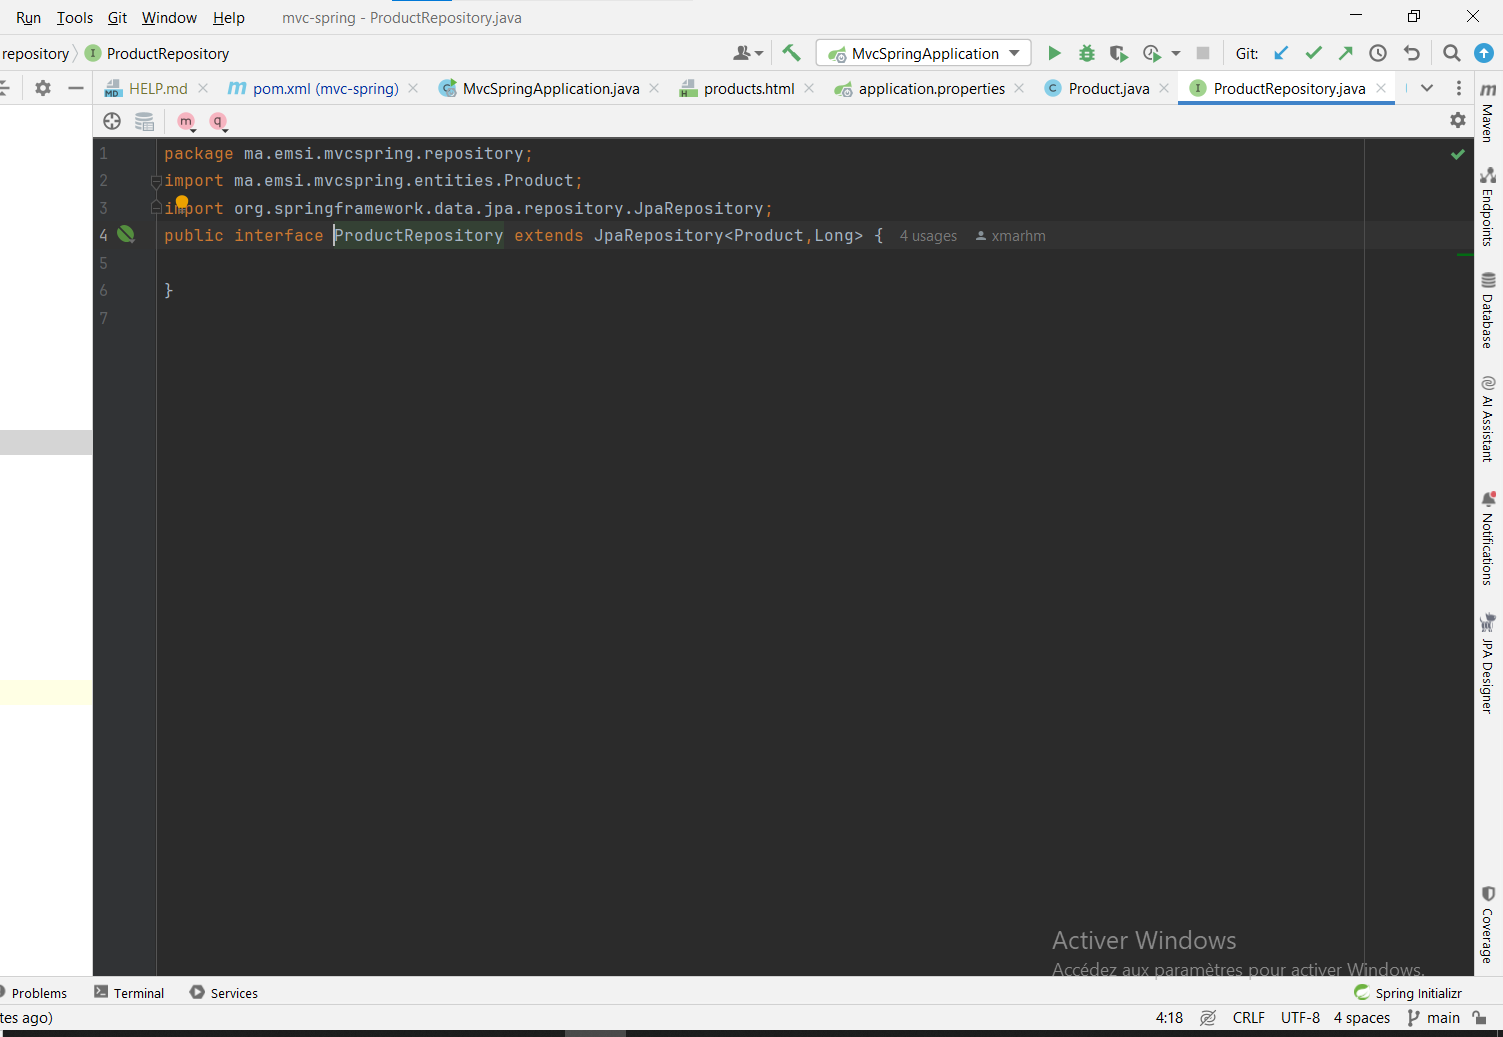 Run Tools Git Window Help mvc-spring - ProductRepository.java
repository I ProductRepository MvcSpringApplication Git:
MD HELP.md m pom.xml (mvc-spring) C MvcSpringApplication.java H products.html application.properties C Product.java I ProductRepository.java
m q
1 package ma.emsi.mvcspring.repository;
2 import ma.emsi.mvcspring.entities.Product;
3 import org.springframework.data.jpa.repository.JpaRepository;
4 public interface ProductRepository extends JpaRepository<Product,Long> { 4 usages xmarhm
5
6 }
7
m Maven
Endpoints
Database
AI Assistant
Notifications
JPA Designer
Coverage
Activer Windows
Accédez aux paramètres pour activer Windows.
Problems Terminal Services Spring Initializr
tes ago) 4:18 CRLF UTF-8 4 spaces main